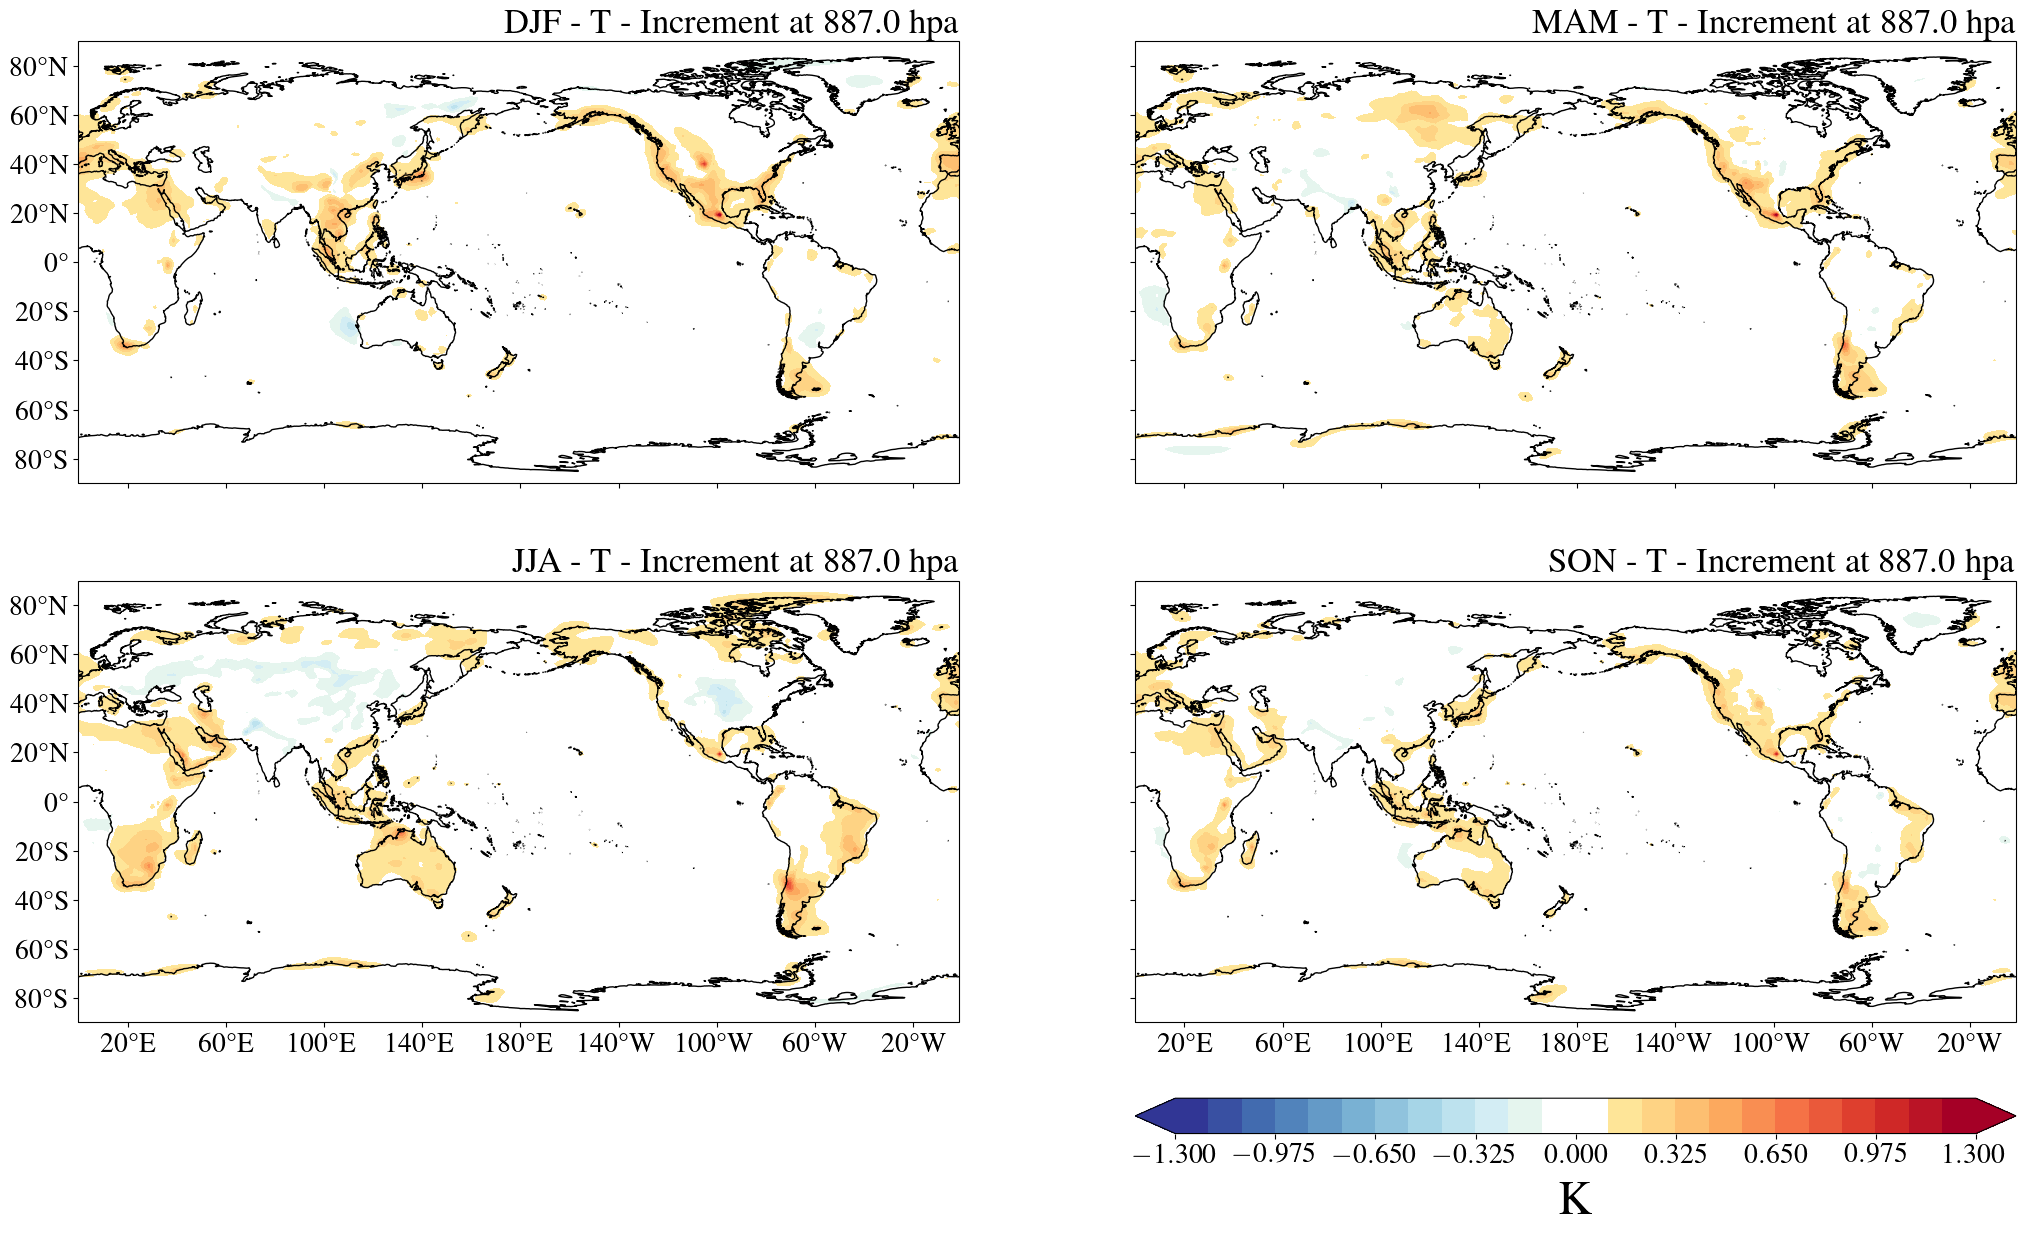 DJF - T - Increment at 887.0 hpa
MAM - T - Increment at 887.0 hpa
80°N
60°N
40°N
20°N
0°
20°S
40°S
60°S
80°S
JJA - T - Increment at 887.0 hpa
SON - T - Increment at 887.0 hpa
80°N
60°N
40°N
20°N
0°
20°S
40°S
60°S
80°S
20°E 60°E 100°E 140°E 180°E 140°W 100°W 60°W 20°W
20°E 60°E 100°E 140°E 180°E 140°W 100°W 60°W 20°W
−1.300 −0.975 −0.650 −0.325 0.000 0.325 0.650 0.975 1.300
K